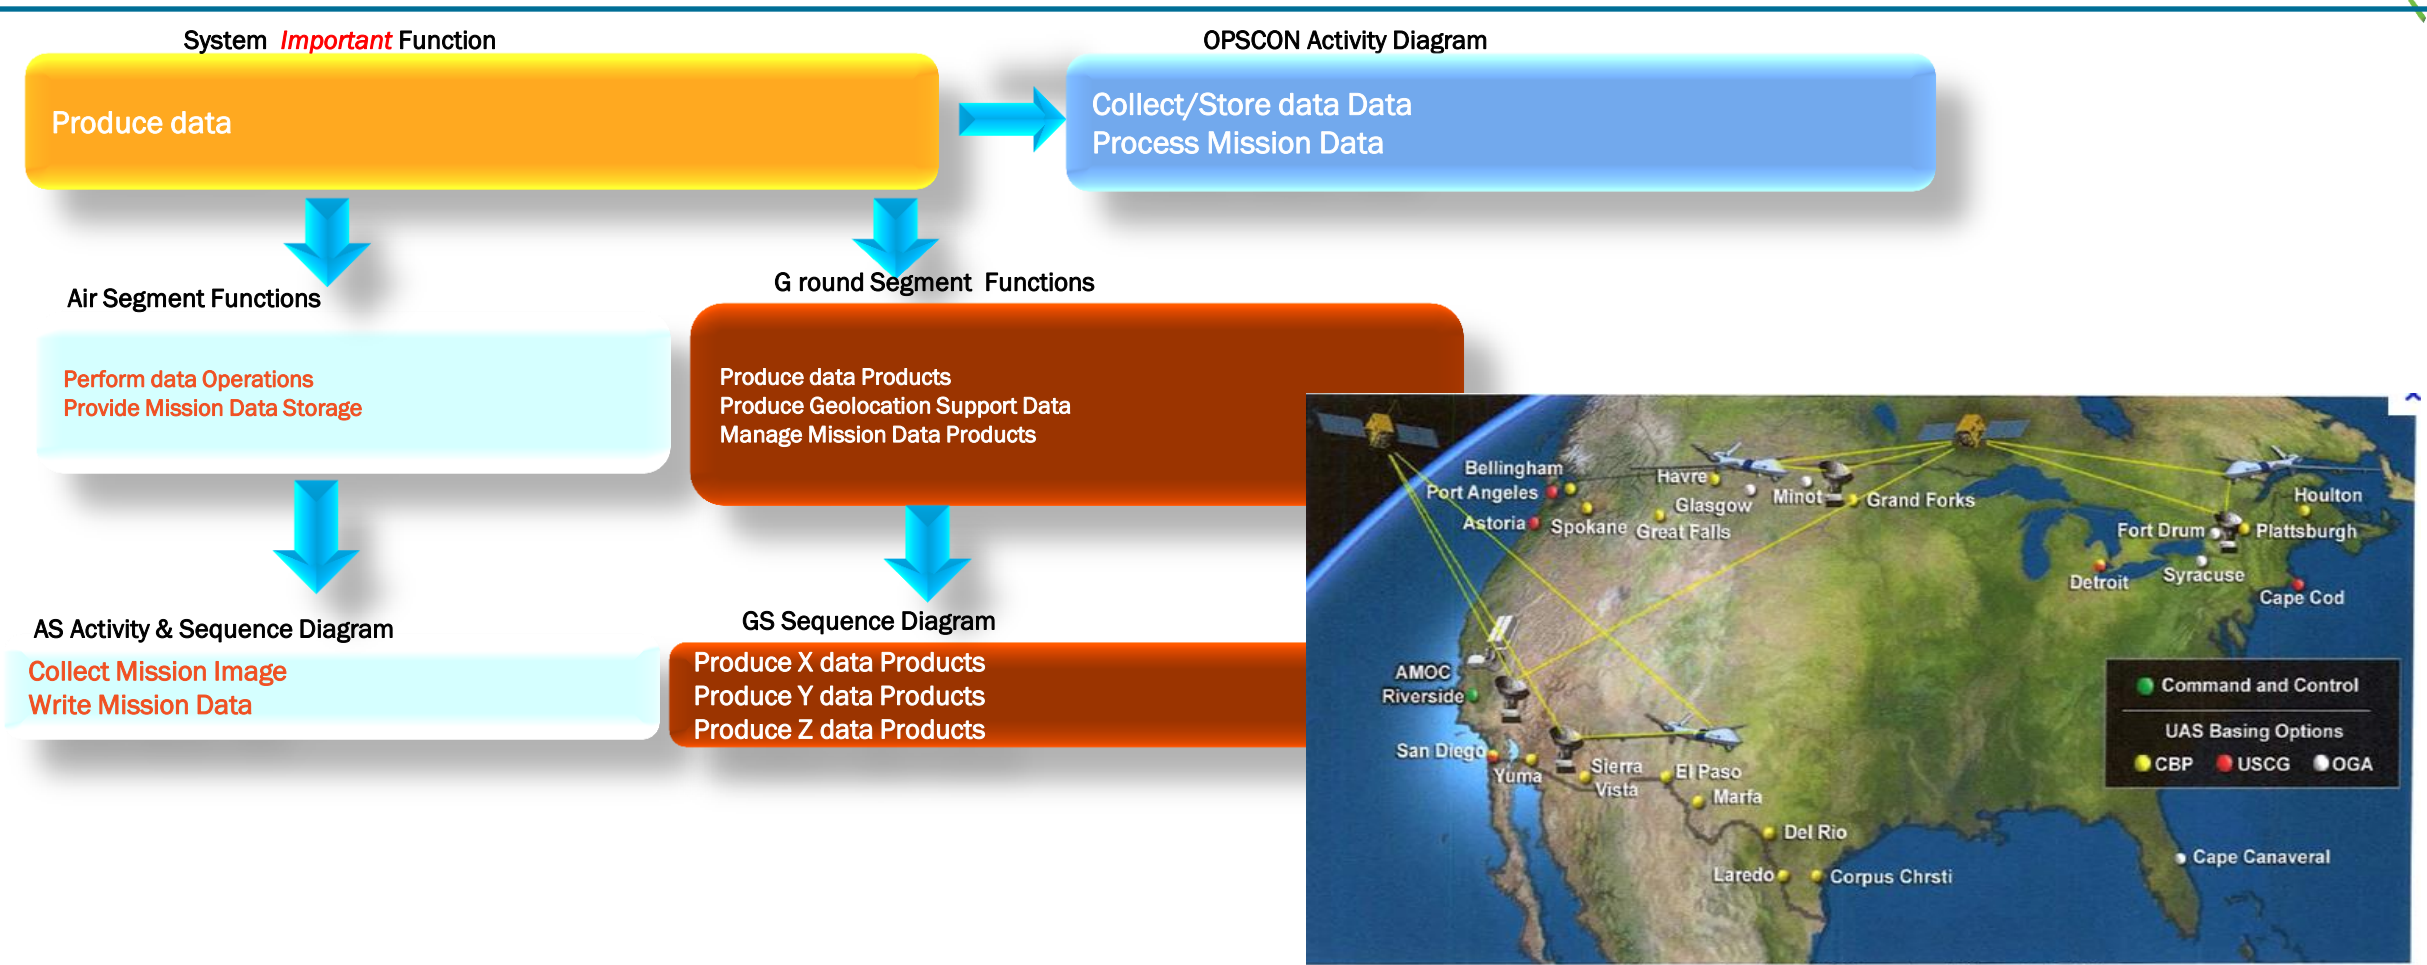 System Important Function
Produce data
OPSCON Activity Diagram
Collect/Store data Data
Process Mission Data
Air Segment Functions
Perform data Operations
Provide Mission Data Storage
G round Segment Functions
Produce data Products
Produce Geolocation Support Data
Manage Mission Data Products
AS Activity & Sequence Diagram
Collect Mission Image
Write Mission Data
GS Sequence Diagram
Produce X data Products
Produce Y data Products
Produce Z data Products
Bellingham
Port Angeles
Astoria
Spokane
Havre
Glasgow
Great Falls
Minot
Grand Forks
Houlton
Fort Drum
Plattsburgh
Syracuse
Detroit
Cape Cod
AMOC
Riverside
San Diego
Yuma
Sierra
Vista
El Paso
Marfa
Del Rio
Laredo
Corpus Chrsti
Cape Canaveral
Command and Control
UAS Basing Options
CBP USCG OGA